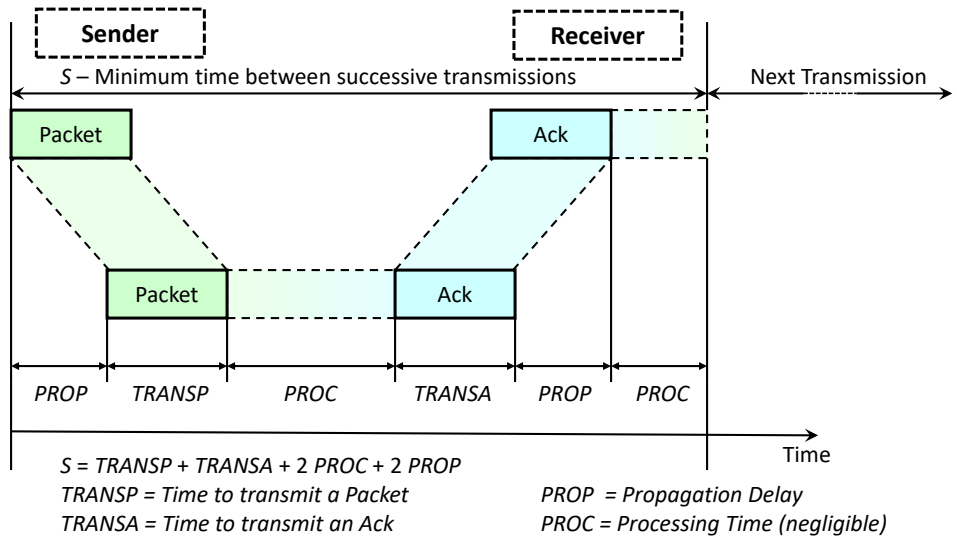 Sender
Receiver
S – Minimum time between successive transmissions
Next Transmission
Packet
Ack
Packet
Ack
PROP
TRANSP
PROC
TRANSA
PROP
PROC
Time
S = TRANSP + TRANSA + 2 PROC + 2 PROP
TRANSP = Time to transmit a Packet
PROP = Propagation Delay
TRANSA = Time to transmit an Ack
PROC = Processing Time (negligible)